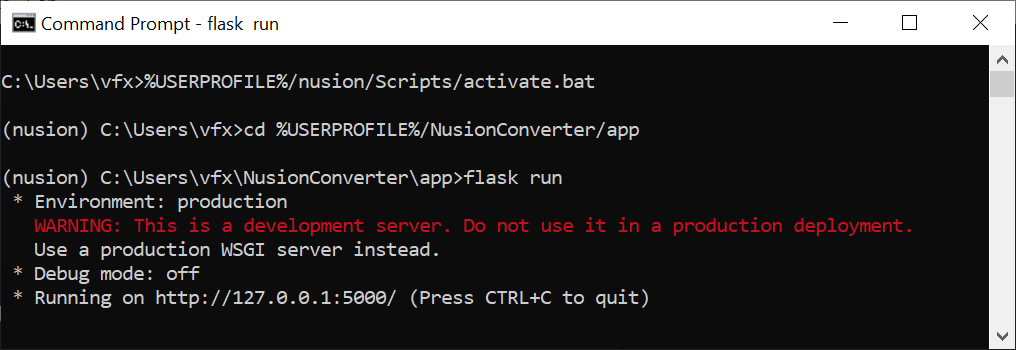 Command Prompt - flask  run
C:\Users\vfx>%USERPROFILE%/nusion/Scripts/activate.bat
(nusion) C:\Users\vfx>cd %USERPROFILE%/NusionConverter/app
(nusion) C:\Users\vfx\NusionConverter\app>flask run
 * Environment: production
   WARNING: This is a development server. Do not use it in a production deployment.
   Use a production WSGI server instead.
 * Debug mode: off
 * Running on http://127.0.0.1:5000/ (Press CTRL+C to quit)